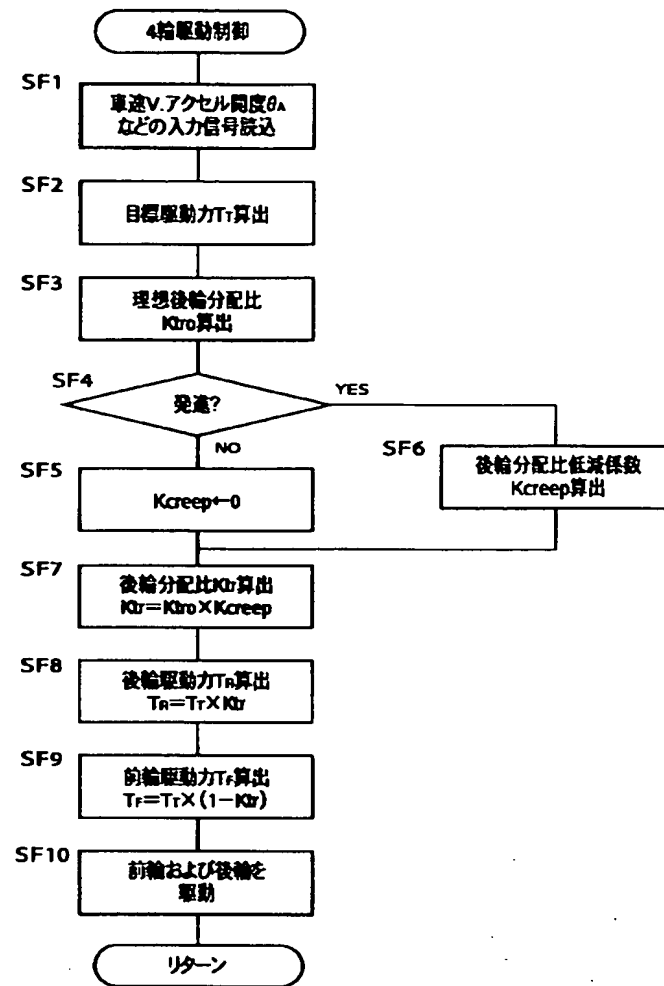 4輪駆動制御
SF1
車速V.アクセル開度θA
などの入力信号読込
SF2
目標駆動力TT算出
SF3
理想後輪分配比
Ktro算出
SF4
発進?
YES
NO
SF5
Kcreep←0
SF6
後輪分配比低減係数
Kcreep算出
SF7
後輪分配比Ktr算出
Ktr=Ktro×Kcreep
SF8
後輪駆動力TR算出
TR=TT×Ktr
SF9
前輪駆動力TF算出
TF=TT×(1-Ktr)
SF10
前輪および後輪を
駆動
リターン